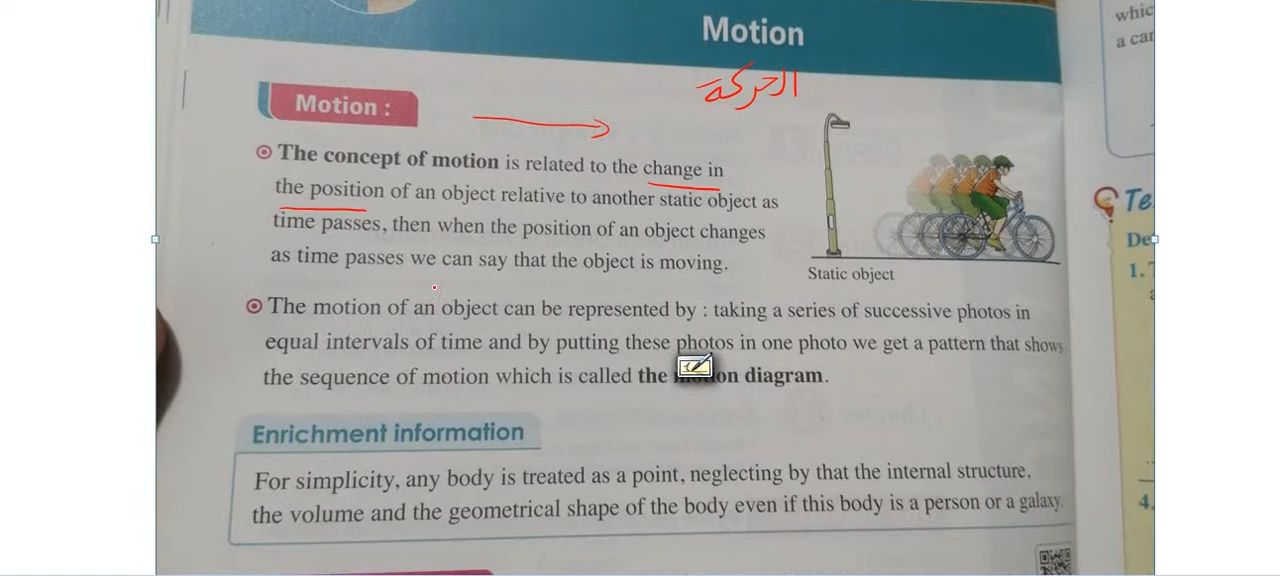 Motion
الحركة
Motion :
The concept of motion is related to the change in
the position of an object relative to another static object as
time passes, then when the position of an object changes
as time passes we can say that the object is moving.
Static object
The motion of an object can be represented by : taking a series of successive photos in
equal intervals of time and by putting these photos in one photo we get a pattern that shows
the sequence of motion which is called the motion diagram.
Enrichment information
For simplicity, any body is treated as a point, neglecting by that the internal structure,
the volume and the geometrical shape of the body even if this body is a person or a galaxy.
a
1.
4.